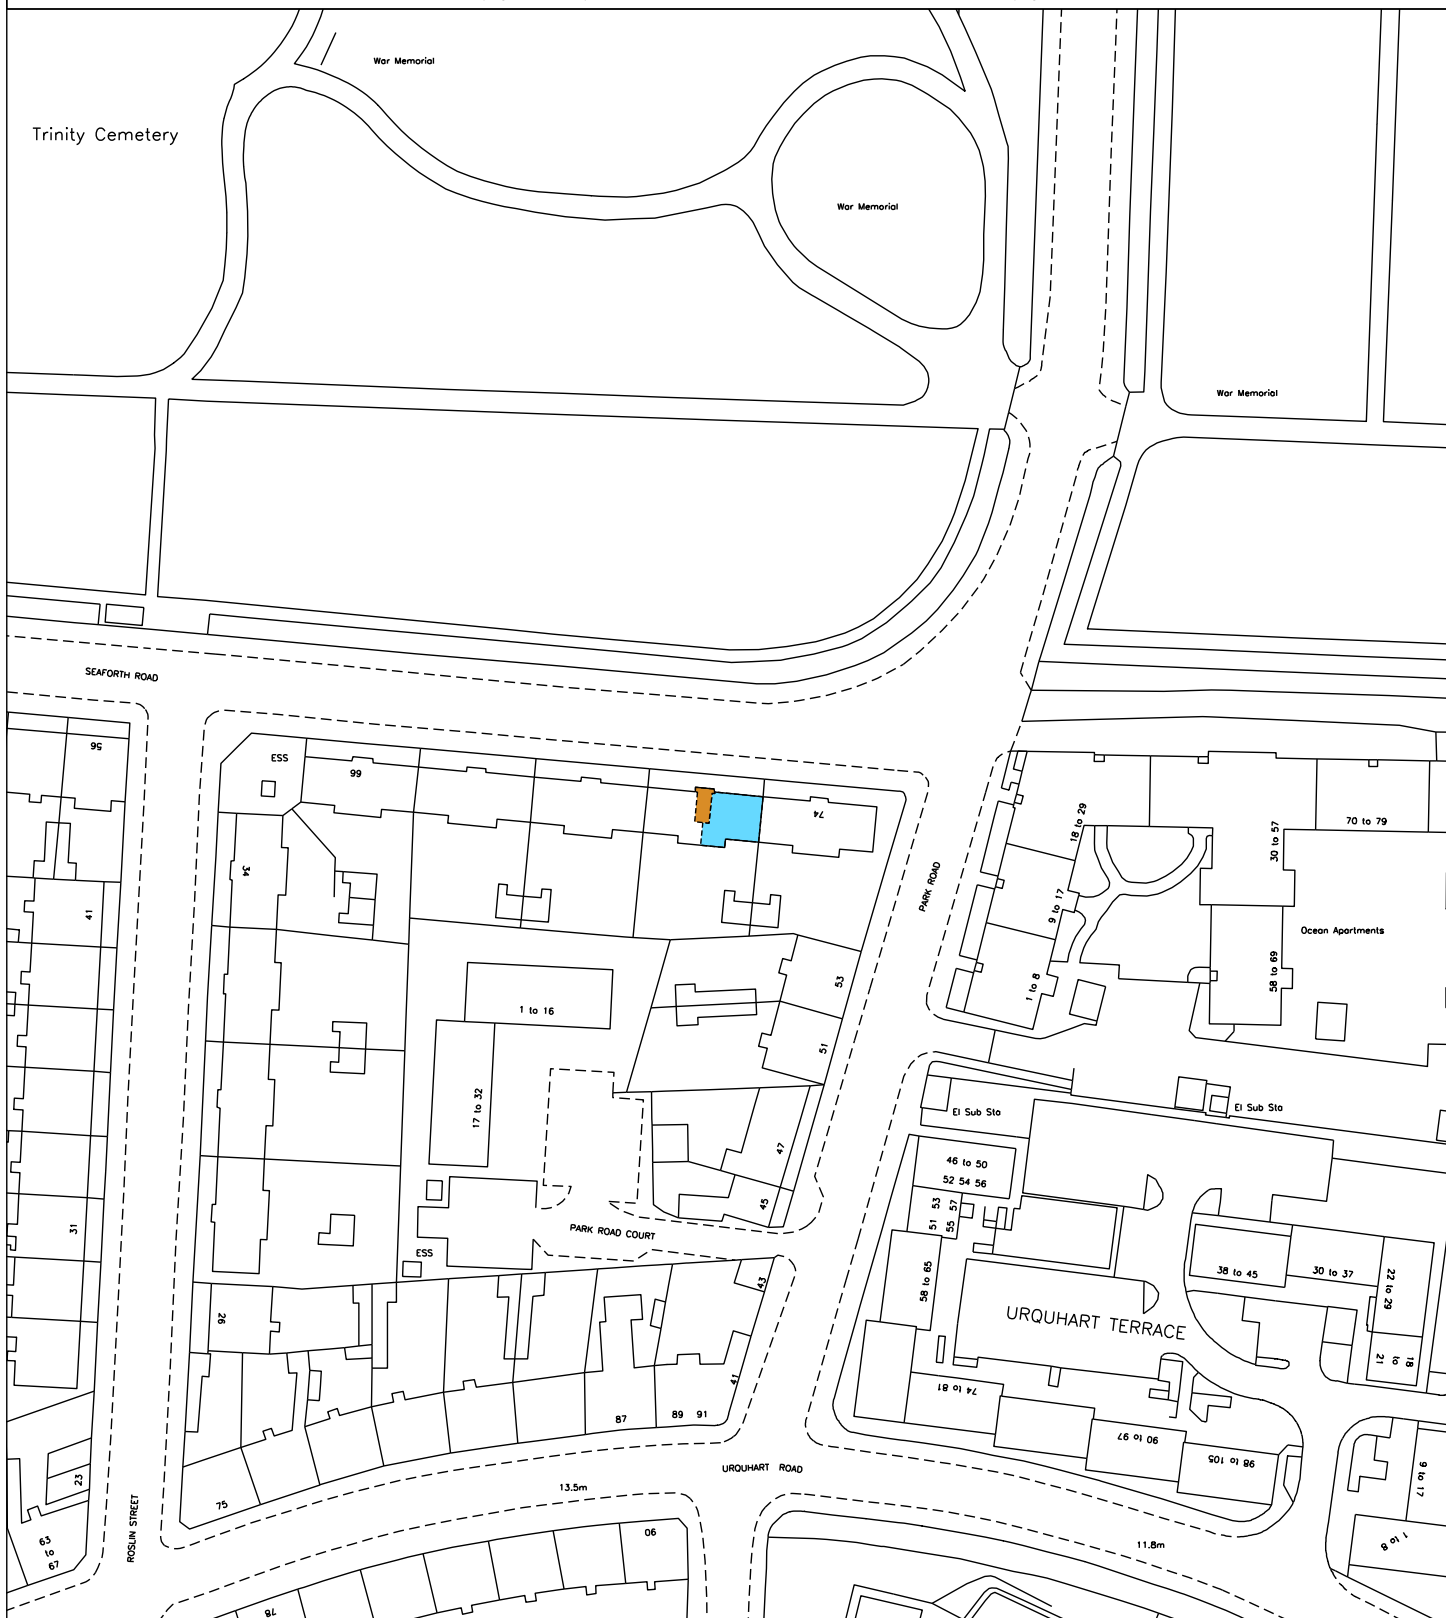 War Memorial
Trinity Cemetery
War Memorial
War Memorial
SEAFORTH ROAD
56
ESS
66
74
18 to 29
30 to 57
70 to 79
34
PARK ROAD
9 to 17
41
Ocean Apartments
53
58 to 69
1 to 8
1 to 16
51
17 to 32
El Sub Sta
El Sub Sta
47
46 to 50
52 54 56
45
51 53
55 57
31
PARK ROAD COURT
ESS
58 to 65
38 to 45
30 to 37
22 to 29
43
26
URQUHART TERRACE
18
to
21
41
74 to 81
87
89 91
90 to 97
98 to 105
URQUHART ROAD
23
9 to 17
75
13.5m
ROSLIN STREET
63
to
67
90
11.8m
1 to 8
78